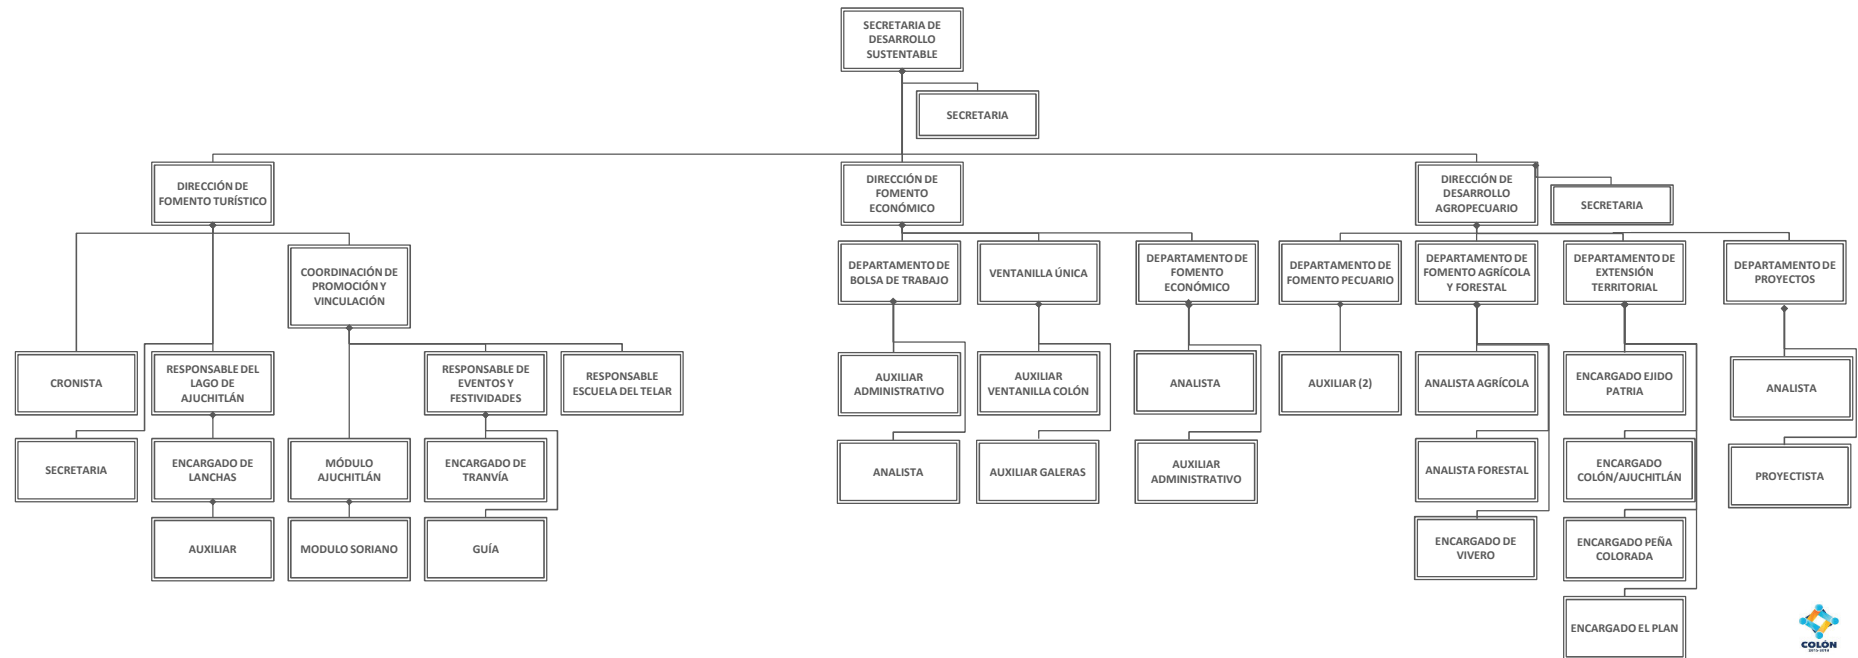 SECRETARIA DE
DESARROLLO
SUSTENTABLE
SECRETARIA
DIRECCIÓN DE
FOMENTO TURÍSTICO
DIRECCIÓN DE
FOMENTO
ECONÓMICO
DIRECCIÓN DE
DESARROLLO
AGROPECUARIO
SECRETARIA
COORDINACIÓN DE
PROMOCIÓN Y
VINCULACIÓN
DEPARTAMENTO DE
BOLSA DE TRABAJO
VENTANILLA ÚNICA
DEPARTAMENTO DE
FOMENTO
ECONÓMICO
DEPARTAMENTO DE
FOMENTO PECUARIO
DEPARTAMENTO DE
FOMENTO AGRÍCOLA
Y FORESTAL
DEPARTAMENTO DE
EXTENSIÓN
TERRITORIAL
DEPARTAMENTO DE
PROYECTOS
CRONISTA
RESPONSABLE DEL
LAGO DE
AJUCHITLÁN
RESPONSABLE DE
EVENTOS Y
FESTIVIDADES
RESPONSABLE
ESCUELA DEL TELAR
AUXILIAR
ADMINISTRATIVO
AUXILIAR
VENTANILLA COLÓN
ANALISTA
AUXILIAR (2)
ANALISTA AGRÍCOLA
ENCARGADO EJIDO
PATRIA
ANALISTA
SECRETARIA
ENCARGADO DE
LANCHAS
MÓDULO
AJUCHITLÁN
ENCARGADO DE
TRANVÍA
ANALISTA
AUXILIAR GALERAS
AUXILIAR
ADMINISTRATIVO
ANALISTA FORESTAL
ENCARGADO
COLÓN/AJUCHITLÁN
PROYECTISTA
AUXILIAR
MODULO SORIANO
GUÍA
ENCARGADO DE
VIVERO
ENCARGADO PEÑA
COLORADA
ENCARGADO EL PLAN
COLÓN